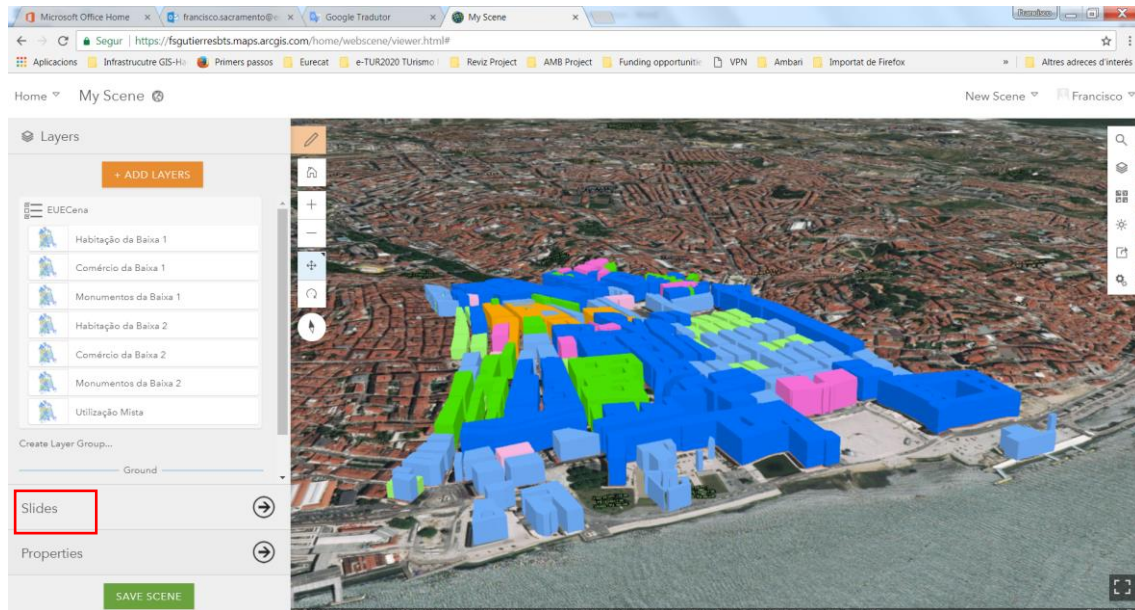 Microsoft Office Home
francisco.sacramento@e
Google Tradutor
My Scene
Francisco
Segur
https://fsgutierresbts.maps.arcgis.com/home/webscene/viewer.html#
Aplicacions
Infrastrucutre GIS-Ha
Primers passos
Eurecat
e-TUR2020 TUrismo I
Reviz Project
AMB Project
Funding opportunitie
VPN
Ambari
Importat de Firefox
»
Altres adreces d'interès
Home
My Scene
New Scene
Francisco
Layers
+ ADD LAYERS
EUECena
Habitação da Baixa 1
Comércio da Baixa 1
Monumentos da Baixa 1
Habitação da Baixa 2
Comércio da Baixa 2
Monumentos da Baixa 2
Utilização Mista
Create Layer Group...
Ground
Slides
Properties
SAVE SCENE